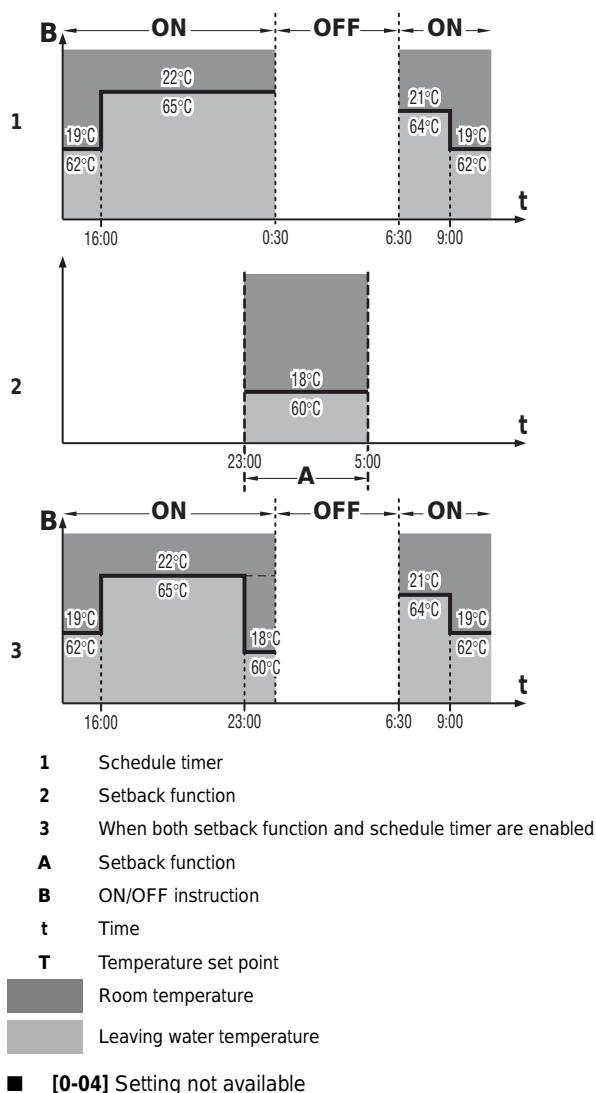 B ON OFF ON
22°C
65°C
21°C
64°C
1
19°C
62°C
19°C
62°C
t
16:00 0:30 6:30 9:00
2
18°C
60°C
t
23:00 5:00
A
B ON OFF ON
22°C
65°C
21°C
64°C
19°C
62°C
18°C
60°C
19°C
62°C
3
t
16:00 23:00 6:30 9:00
1 Schedule timer
2 Setback function
3 When both setback function and schedule timer are enabled
A Setback function
B ON/OFF instruction
t Time
T Temperature set point
Room temperature
Leaving water temperature
■ [0-04] Setting not available